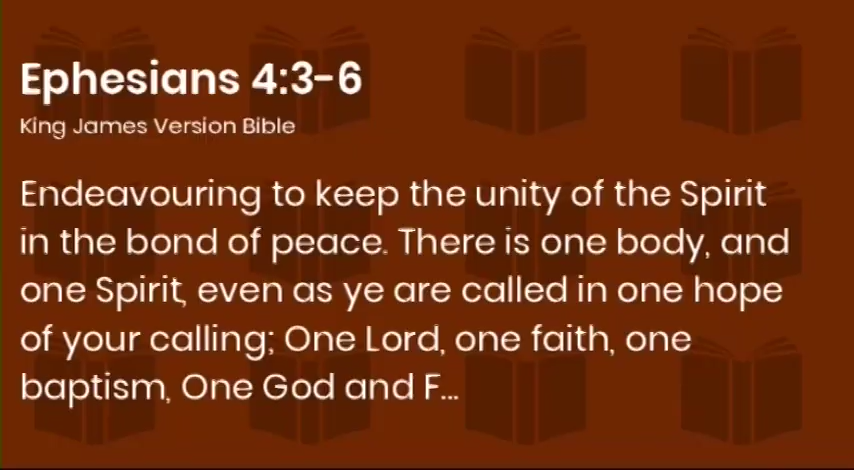 Ephesians 4:3-6
King James Version Bible
Endeavouring to keep the unity of the Spirit
in the bond of peace. There is one body, and
one Spirit, even as ye are called in one hope
of your calling; One Lord, one faith, one
baptism, One God and F...